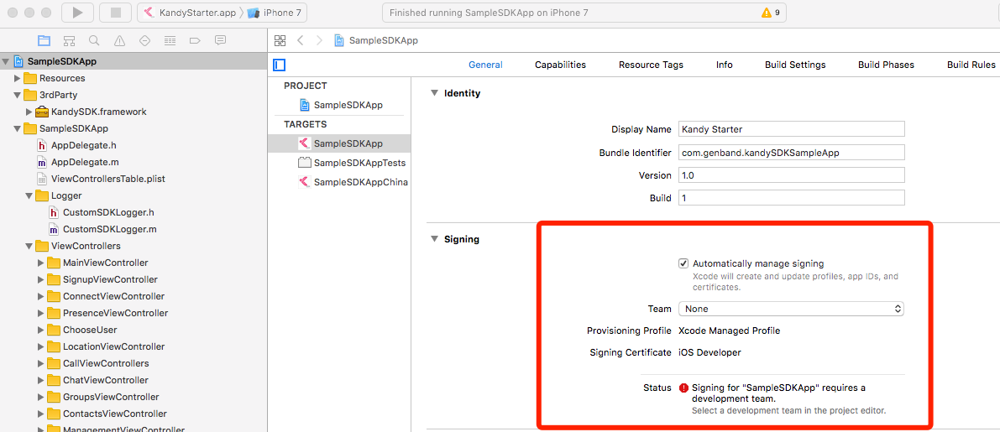 KandyStarter.app
iPhone 7
Finished running SampleSDKApp on iPhone 7
9
SampleSDKApp
Resources
3rdParty
KandySDK.framework
SampleSDKApp
h AppDelegate.h
m AppDelegate.m
ViewControllersTable.plist
Logger
h CustomSDKLogger.h
m CustomSDKLogger.m
ViewControllers
MainViewController
SignupViewController
ConnectViewController
PresenceViewController
ChooseUser
LocationViewController
CallViewControllers
ChatViewController
GroupsViewController
ContactsViewController
ManagementViewController
SampleSDKApp
General Capabilities Resource Tags Info Build Settings Build Phases Build Rules
PROJECT
SampleSDKApp
TARGETS
SampleSDKApp
SampleSDKAppTests
SampleSDKAppChina
Identity
Display Name Kandy Starter
Bundle Identifier com.genband.kandySDKSampleApp
Version 1.0
Build 1
Signing
Automatically manage signing
Xcode will create and update profiles, app IDs, and
certificates.
Team None
Provisioning Profile Xcode Managed Profile
Signing Certificate iOS Developer
Status Signing for "SampleSDKApp" requires a
development team.
Select a development team in the project editor.